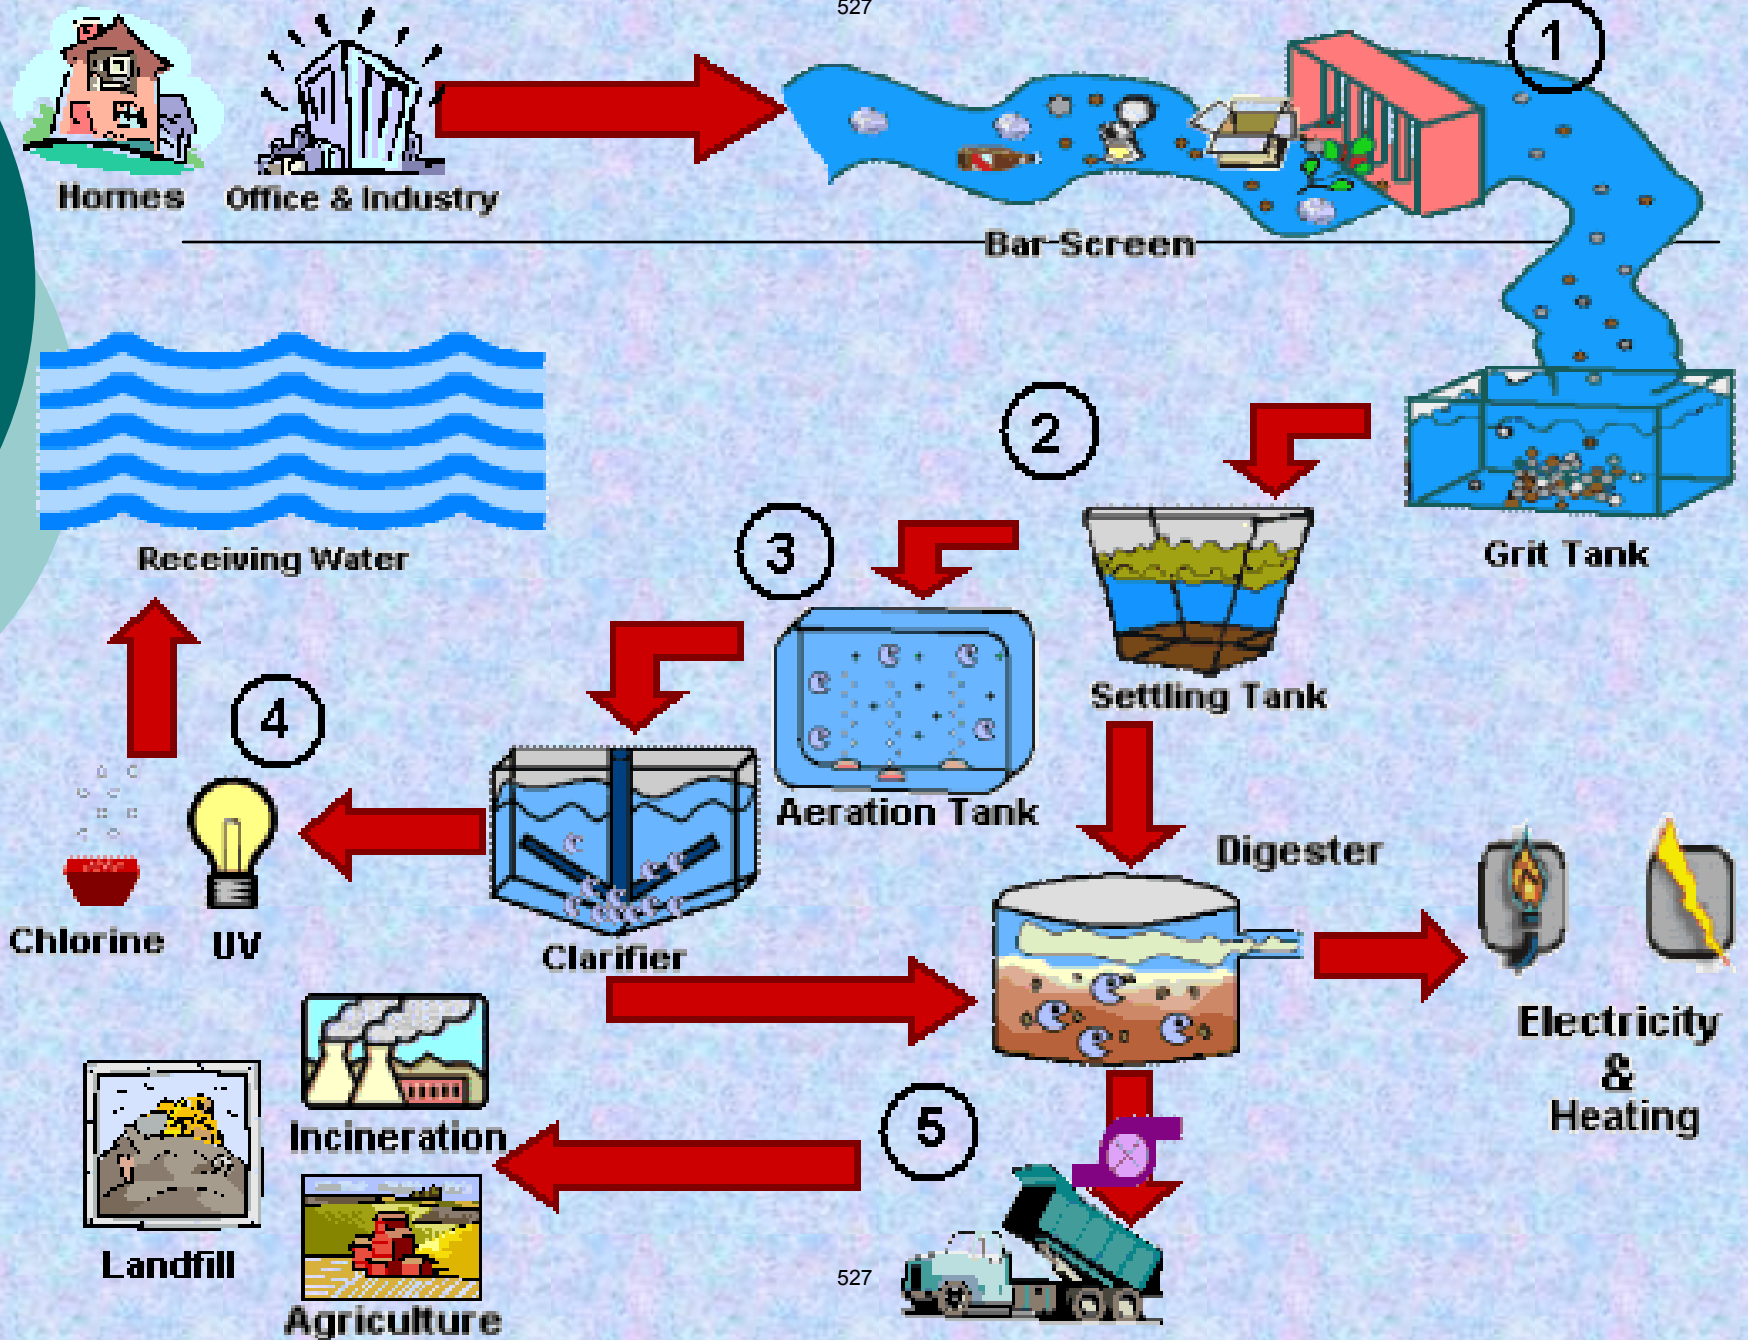 527
1
Homes
Office & Industry
Bar Screen
2
3
Receiving Water
Grit Tank
4
Settling Tank
Aeration Tank
Digester
Chlorine
UV
Clarifier
Electricity
&
Heating
5
Incineration
Landfill
527
Agriculture